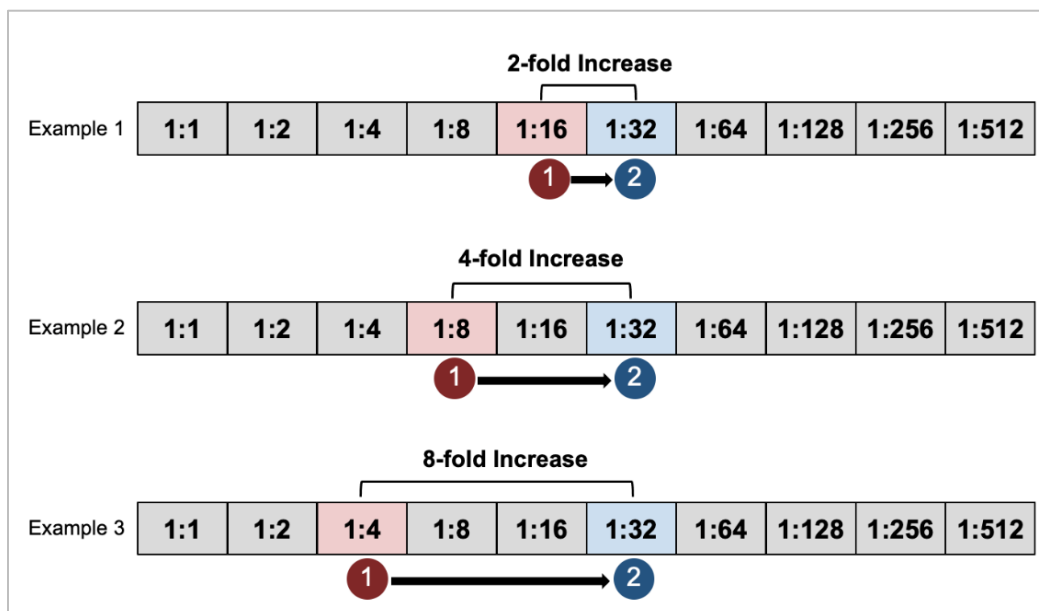 2-fold Increase
Example 1 1:1 1:2 1:4 1:8 1:16 1:32 1:64 1:128 1:256 1:512
1 2
4-fold Increase
Example 2 1:1 1:2 1:4 1:8 1:16 1:32 1:64 1:128 1:256 1:512
1 2
8-fold Increase
Example 3 1:1 1:2 1:4 1:8 1:16 1:32 1:64 1:128 1:256 1:512
1 2